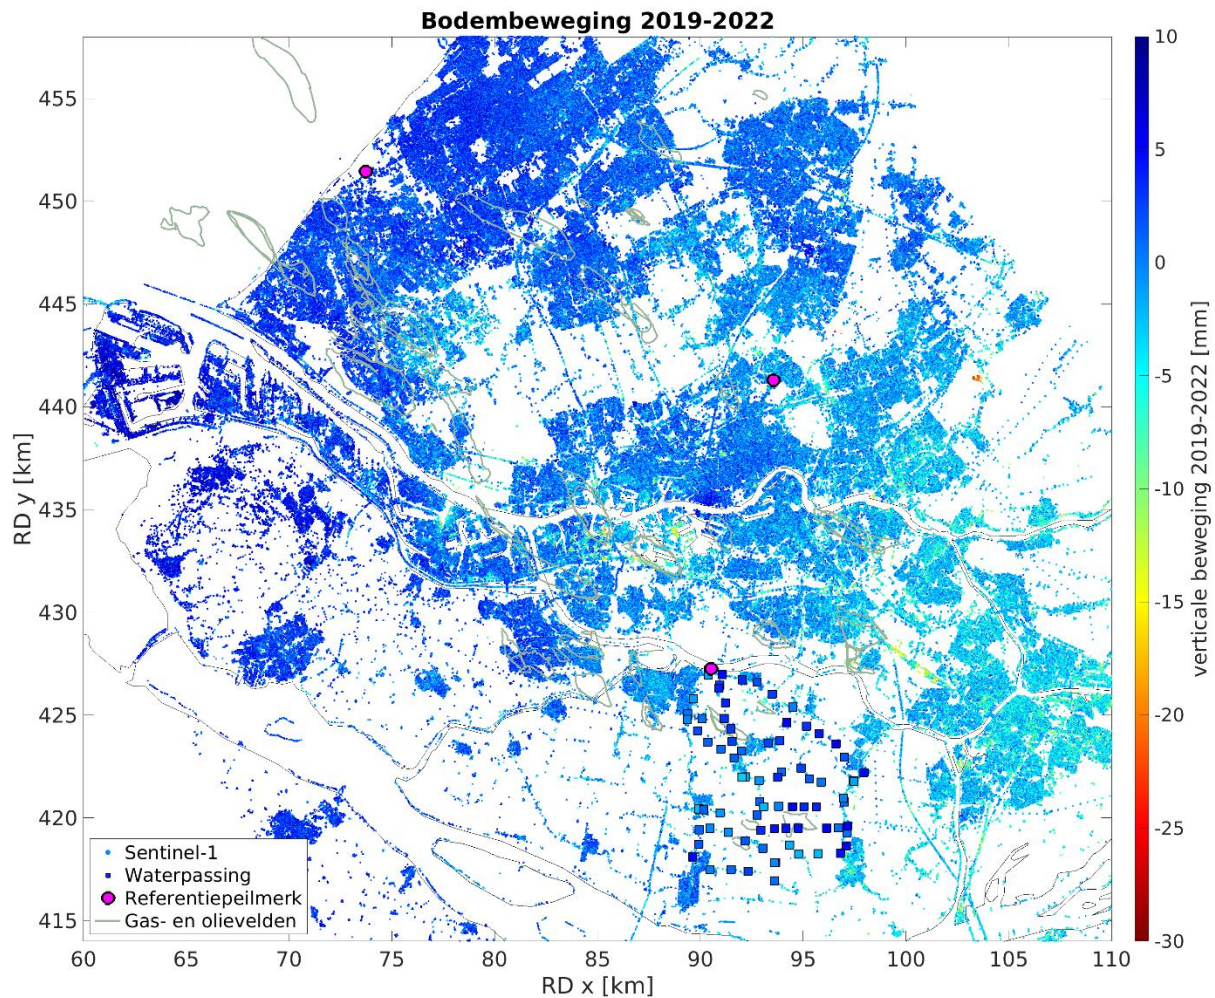 Bodembeweging 2019-2022
455
450
445
440
435
430
425
420
415
RD y [km]
Sentinel-1
Waterpassing
Referentiepeilmerk
Gas- en olievelden
60 65 70 75 80 85 90 95 100 105 110
RD x [km]
10
5
0
-5
-10
-15
-20
-25
-30
verticale beweging 2019-2022 [mm]